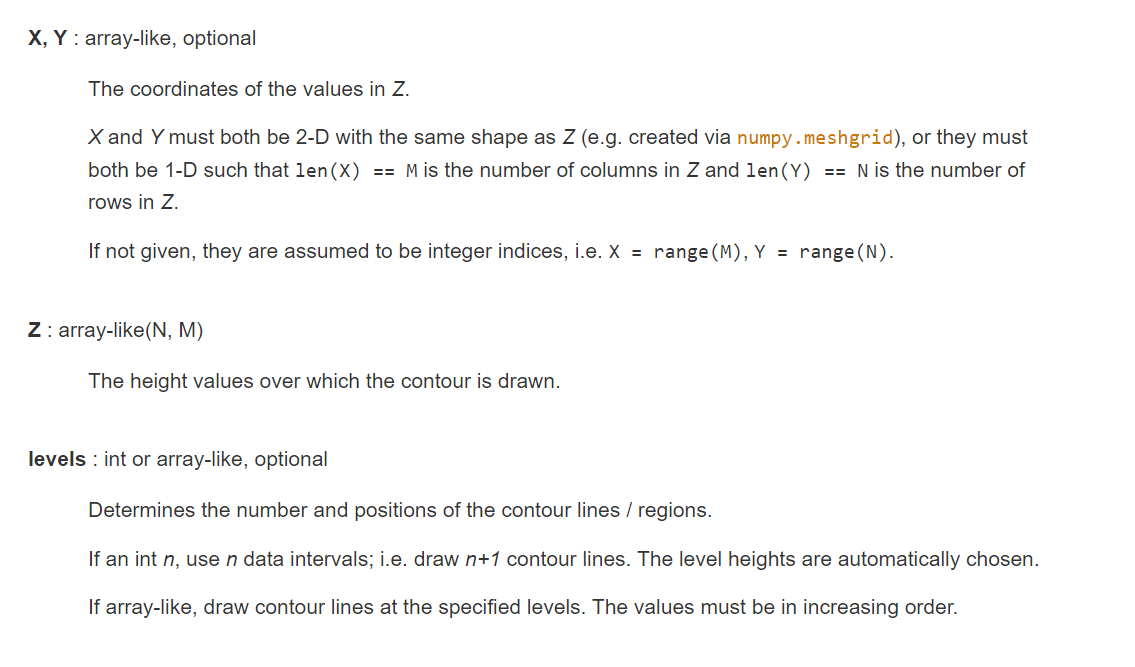 X, Y : array-like, optional
The coordinates of the values in Z.
X and Y must both be 2-D with the same shape as Z (e.g. created via numpy.meshgrid), or they must
both be 1-D such that len(X) == M is the number of columns in Z and len(Y) == N is the number of
rows in Z.
If not given, they are assumed to be integer indices, i.e. X = range(M), Y = range(N).
Z : array-like(N, M)
The height values over which the contour is drawn.
levels : int or array-like, optional
Determines the number and positions of the contour lines / regions.
If an int n, use n data intervals; i.e. draw n+1 contour lines. The level heights are automatically chosen.
If array-like, draw contour lines at the specified levels. The values must be in increasing order.